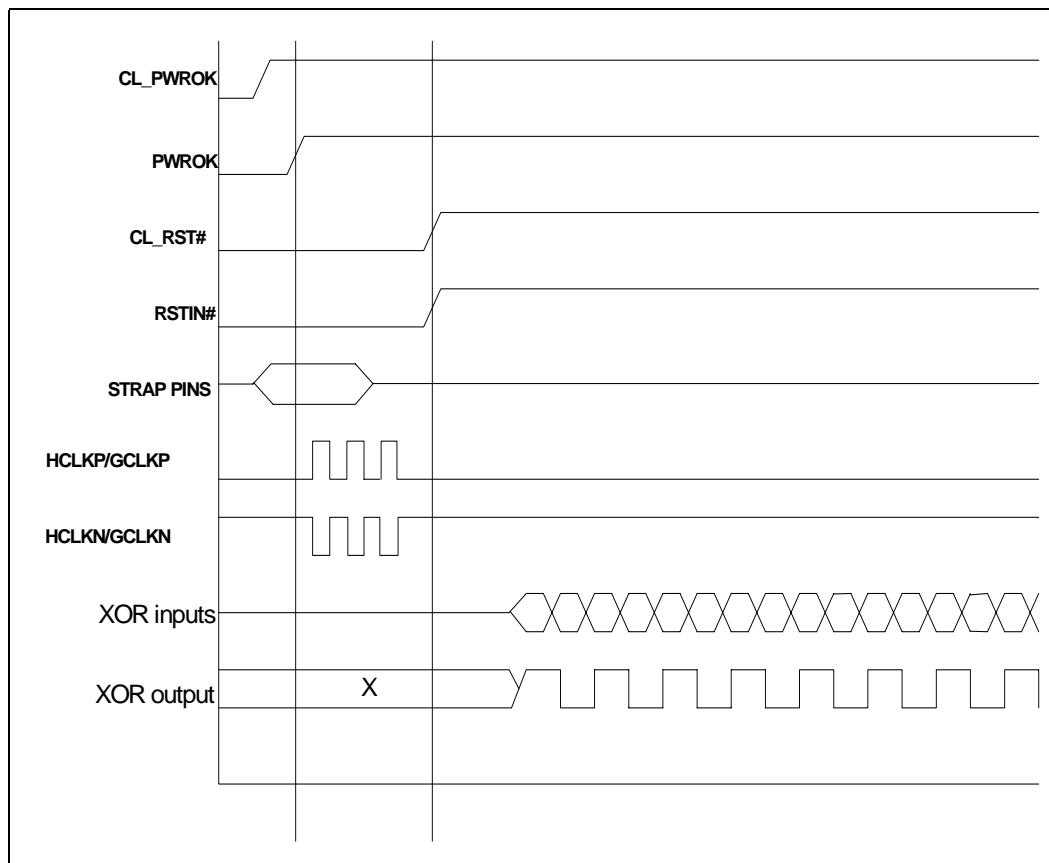 CL_PWROK
PWROK
CL_RST#
RSTIN#
STRAP PINS
HCLKP/GCLKP
HCLKN/GCLKN
XOR inputs
XOR output
X